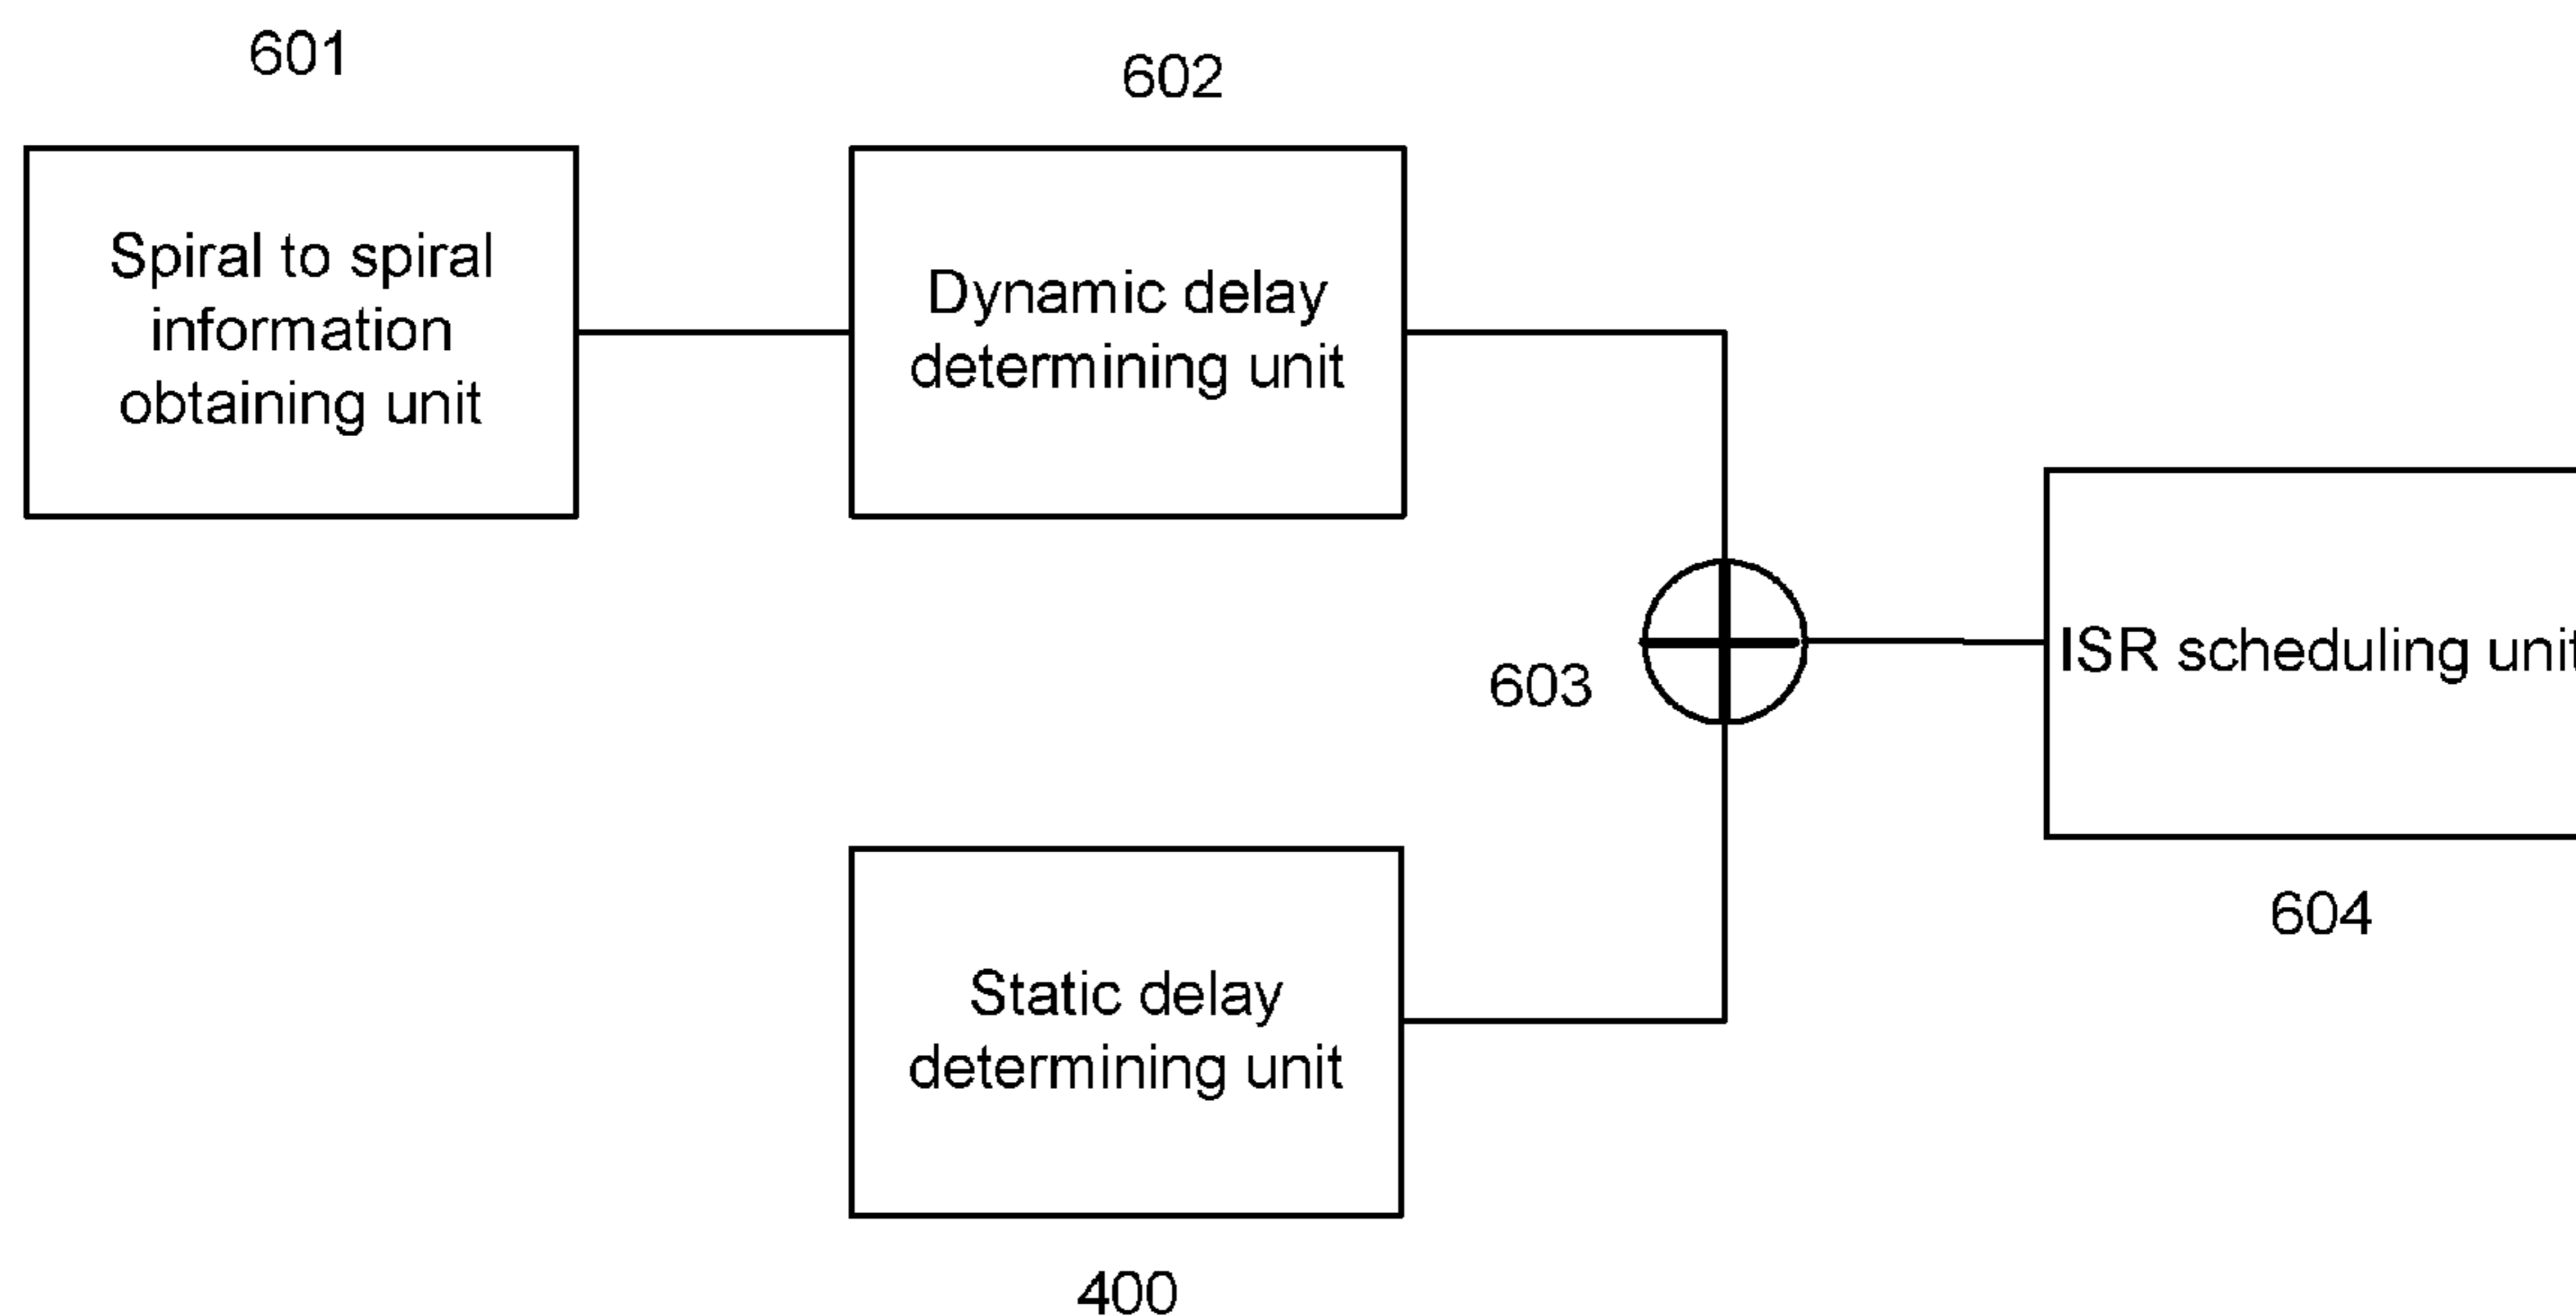 601
602
Spiral to spiral
information
obtaining unit
Dynamic delay
determining unit
603
ISR scheduling unit
604
Static delay
determining unit
400